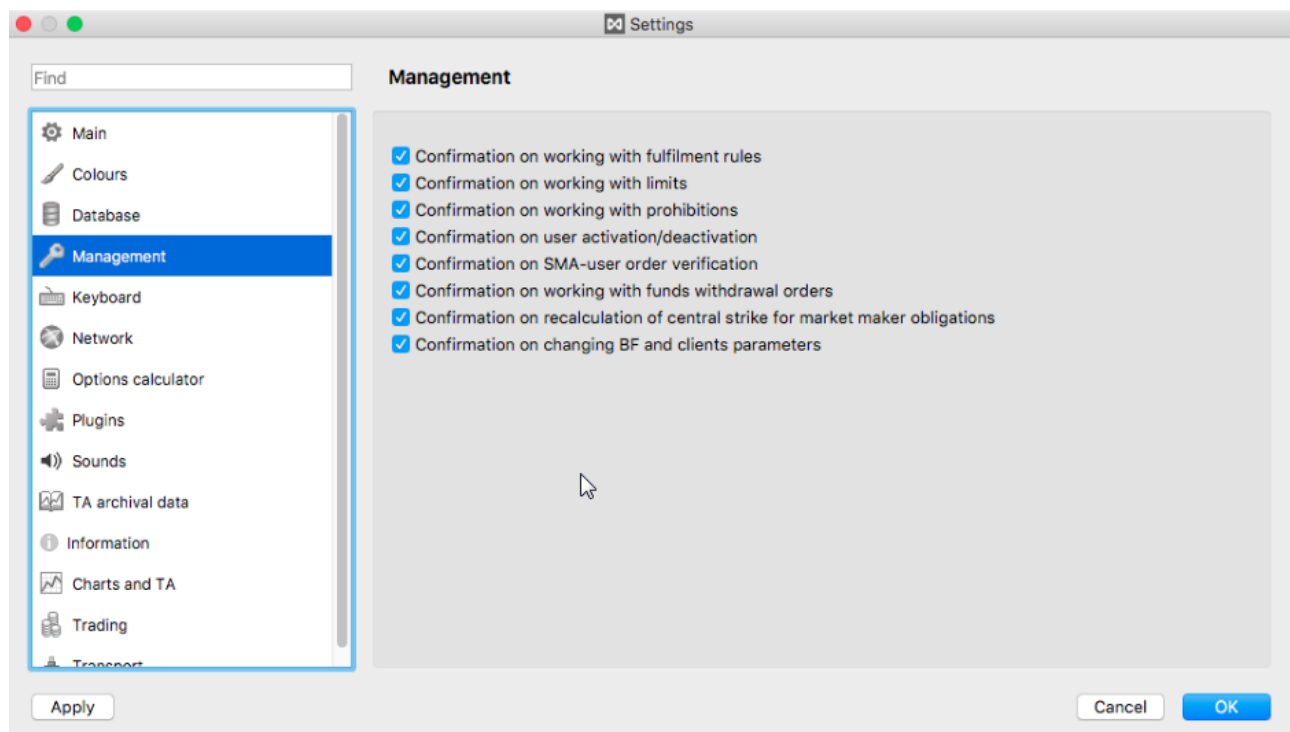 Settings
Find
Main
Colours
Database
Management
Keyboard
Network
Options calculator
Plugins
Sounds
TA archival data
Information
Charts and TA
Trading
Transport
Management
Confirmation on working with fulfilment rules
Confirmation on working with limits
Confirmation on working with prohibitions
Confirmation on user activation/deactivation
Confirmation on SMA-user order verification
Confirmation on working with funds withdrawal orders
Confirmation on recalculation of central strike for market maker obligations
Confirmation on changing BF and clients parameters
Apply
Cancel
OK